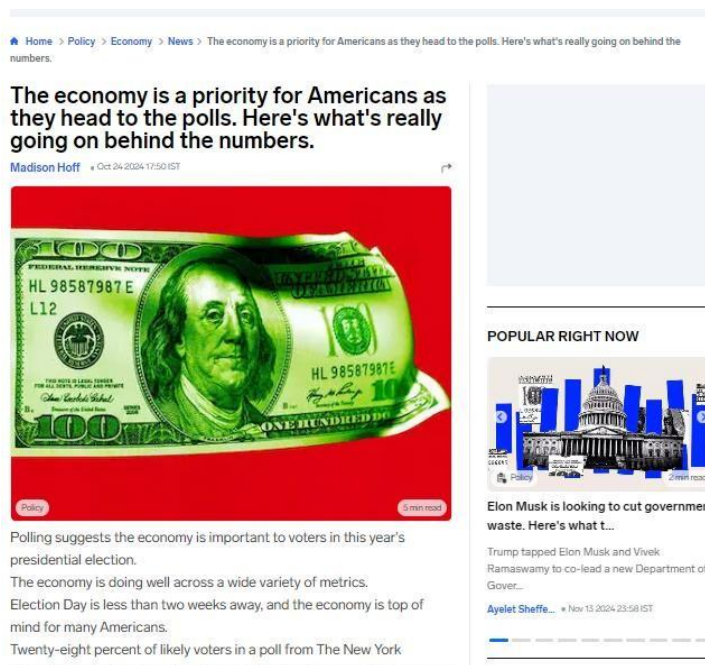 Home > Policy > Economy > News > The economy is a priority for Americans as they head to the polls. Here's what's really going on behind the
numbers.
The economy is a priority for Americans as
they head to the polls. Here's what's really
going on behind the numbers.
Madison Hoff • Oct 24 2024 17:50 IST
100
FEDERAL RESERVE NOTE
HL 98587987 E
L12
THIS NOTE IS LEGAL TENDER
FOR ALL DEBTS, PUBLIC AND PRIVATE
SERIES
100
HL 98587987E
ONE HUNDRED
Policy
5 min read
Polling suggests the economy is important to voters in this year's
presidential election.
The economy is doing well across a wide variety of metrics.
Election Day is less than two weeks away, and the economy is top of
mind for many Americans.
Twenty-eight percent of likely voters in a poll from The New York
POPULAR RIGHT NOW
Policy
2 min read
Elon Musk is looking to cut governmen
waste. Here's what t...
Trump tapped Elon Musk and Vivek
Ramaswamy to co-lead a new Department of
Gover...
Ayelet Sheffe... • Nov 13 2024 23:58 IST